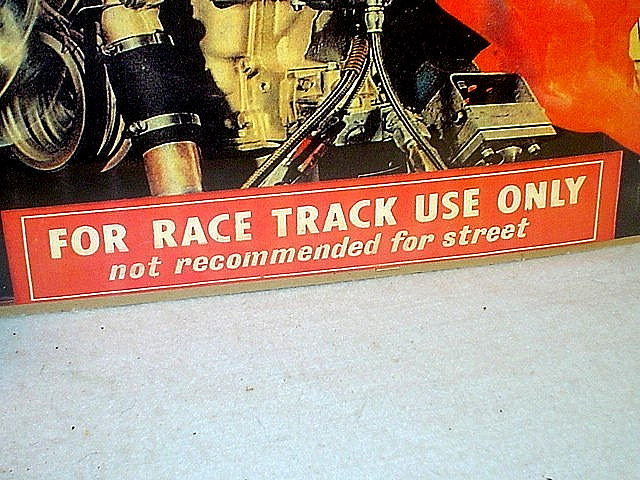 FOR RACE TRACK USE ONLY
not recommended for street